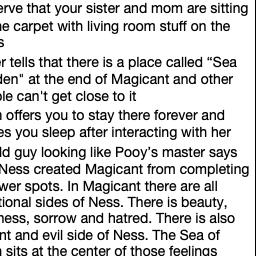 erve that your sister and mom are sitting
e carpet with living room stuff on the
s
r tells that there is a place called “Sea
den" at the end of Magicant and other
le can't get close to it
n offers you to stay there forever and
es you sleep after interacting with her
ld guy looking like Pooy’s master says
Ness created Magicant from completing
wer spots. In Magicant there are all
tional sides of Ness. There is beauty,
ness, sorrow and hatred. There is also
nt and evil side of Ness. The Sea of
n sits at the center of those feelings